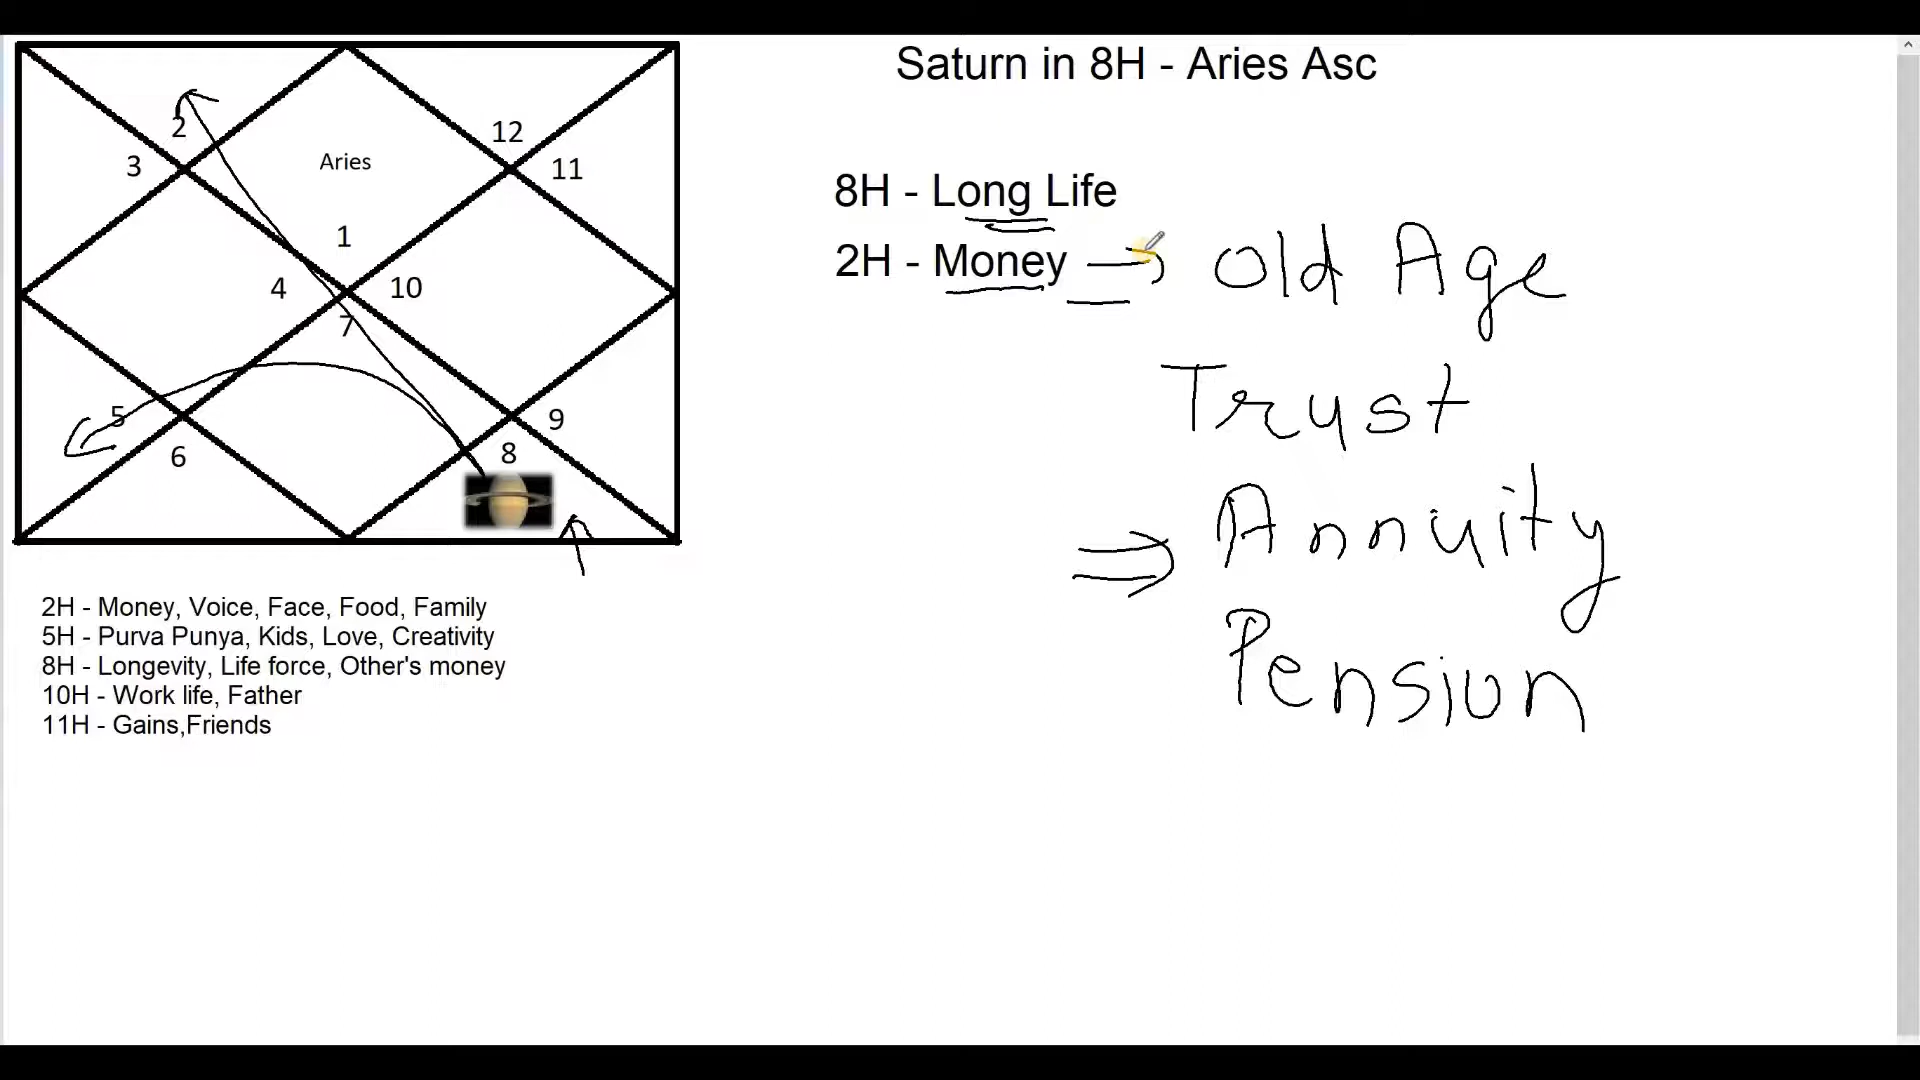 Saturn in 8H - Aries Asc
2
12
3
Aries
11
1
4
10
7
5
9
6
8
8H - Long Life
2H - Money → Old Age
Trust
⇒ Annuity
Pension
2H - Money, Voice, Face, Food, Family
5H - Purva Punya, Kids, Love, Creativity
8H - Longevity, Life force, Other's money
10H - Work life, Father
11H - Gains,Friends